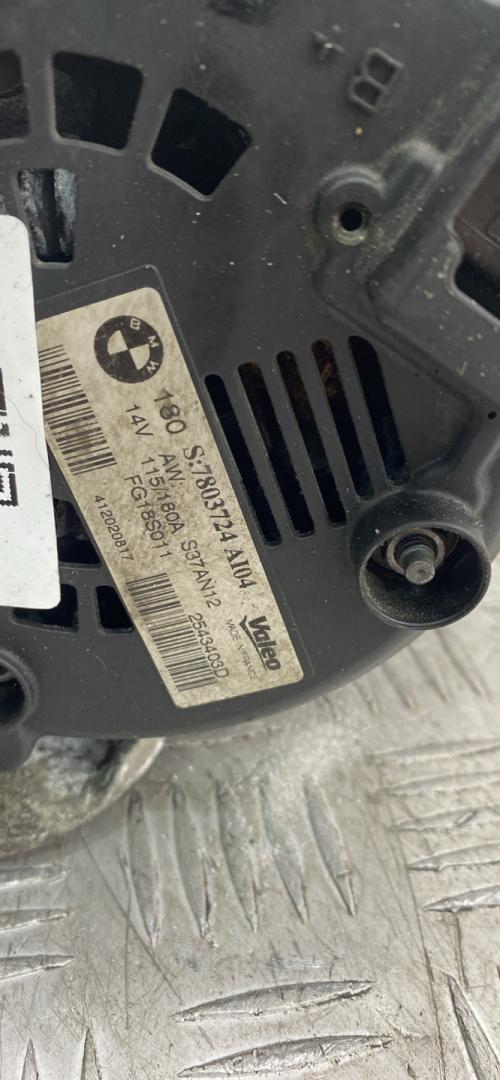 B
BMW
180 S:7803724 AI04
14V AW. S37AN12
115/180A
FG18S011
412020817
2543403D
Valeo
MADE IN FRANCE